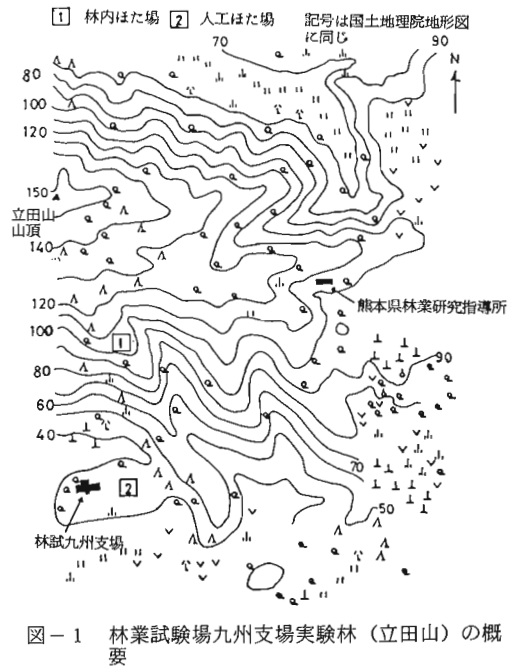 1 林内ほた場 2 人工ほた場 記号は国土地理院地形図
に同じ
70
90
N
80
100
120
150
立田山
山頂
140
120
熊本県林業研究指導所
100
1
90
80
60
40
70
2
50
林試九州支場
図－1 林業試験場九州支場実験林（立田山）の概
要